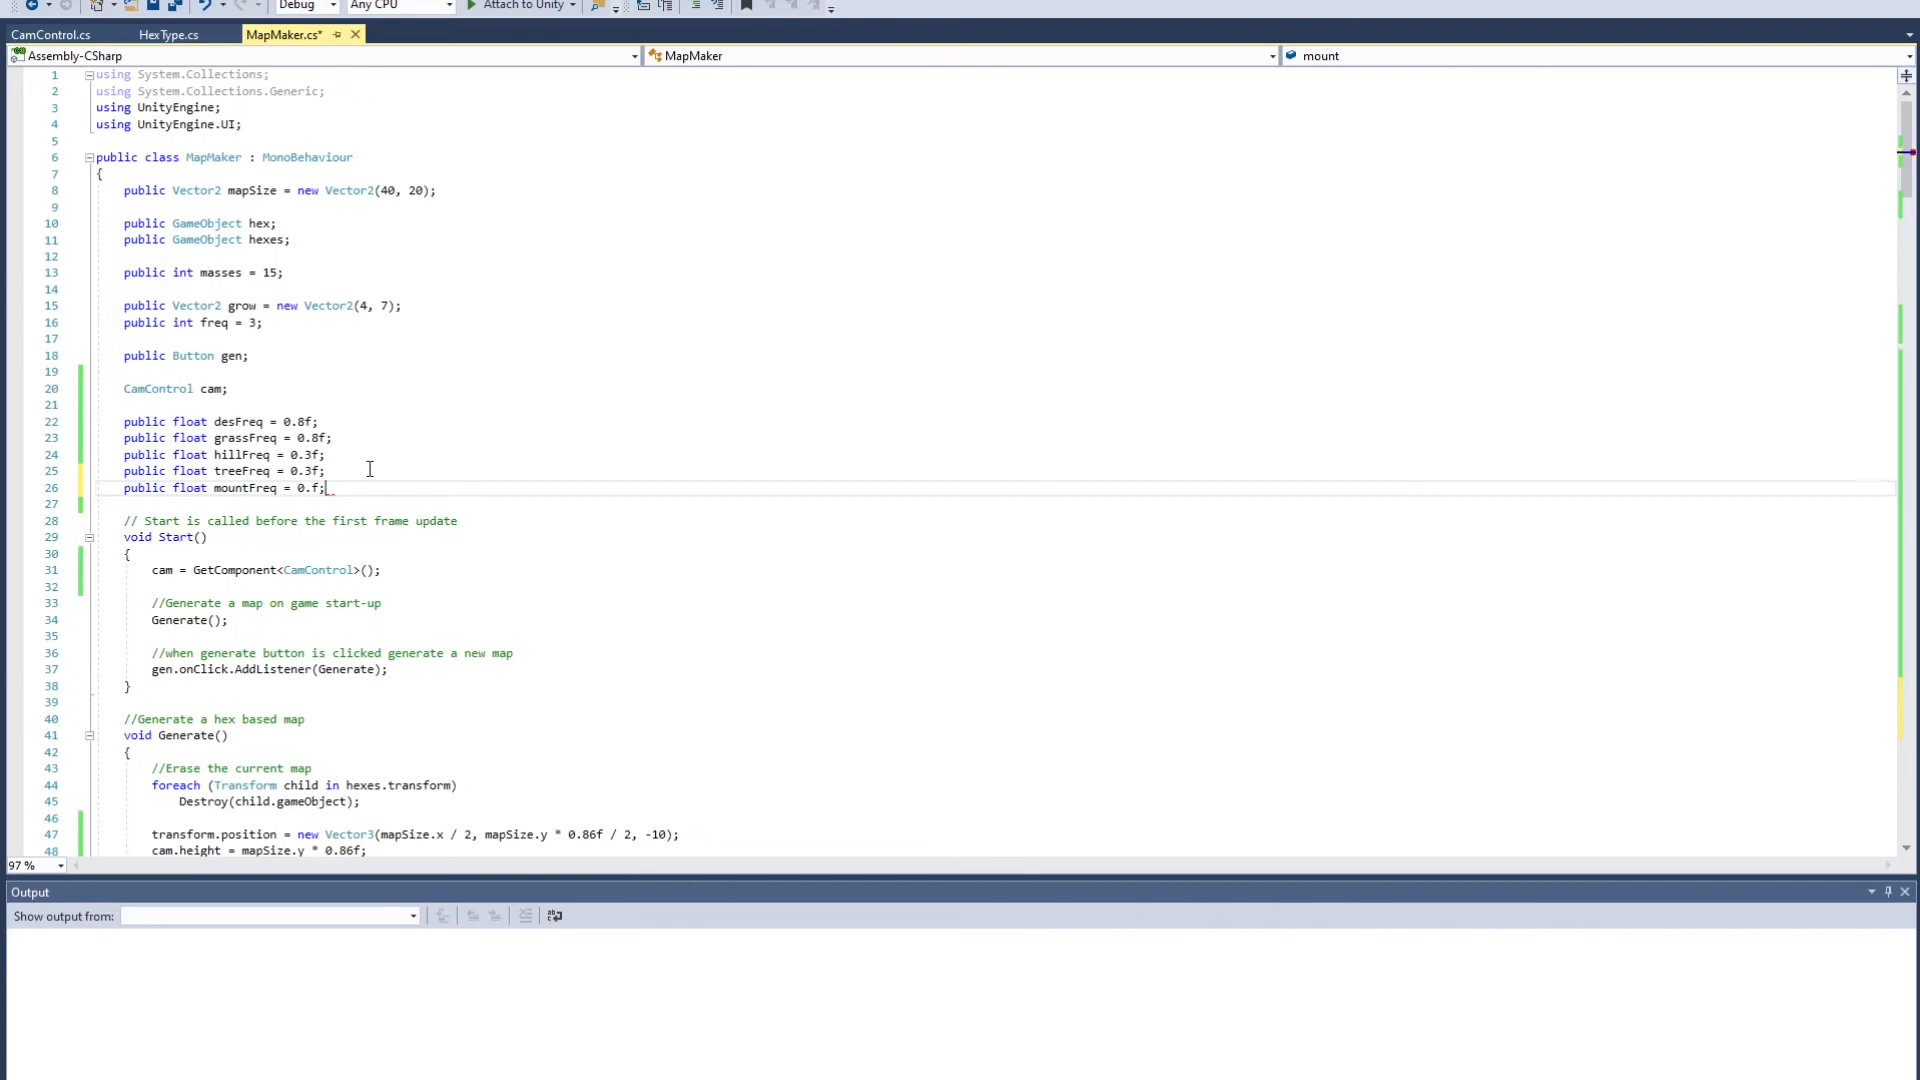 Debug
Any CPU
Attach to Unity
CamControl.cs
HexType.cs
MapMaker.cs*
Assembly-CSharp
MapMaker
mount
1 using System.Collections;
2 using System.Collections.Generic;
3 using UnityEngine;
4 using UnityEngine.UI;
5
6 public class MapMaker : MonoBehaviour
7 {
8 public Vector2 mapSize = new Vector2(40, 20);
9
10 public GameObject hex;
11 public GameObject hexes;
12
13 public int masses = 15;
14
15 public Vector2 grow = new Vector2(4, 7);
16 public int freq = 3;
17
18 public Button gen;
19
20 CamControl cam;
21
22 public float desFreq = 0.8f;
23 public float grassFreq = 0.8f;
24 public float hillFreq = 0.3f;
25 public float treeFreq = 0.3f;
26 public float mountFreq = 0.f;
27
28 // Start is called before the first frame update
29 void Start()
30 {
31 cam = GetComponent<CamControl>();
32
33 //Generate a map on game start-up
34 Generate();
35
36 //when generate button is clicked generate a new map
37 gen.onClick.AddListener(Generate);
38 }
39
40 //Generate a hex based map
41 void Generate()
42 {
43 //Erase the current map
44 foreach (Transform child in hexes.transform)
45 Destroy(child.gameObject);
46
47 transform.position = new Vector3(mapSize.x / 2, mapSize.y * 0.86f / 2, -10);
48 cam.height = mapSize.y * 0.86f;
97 %
Output
Show output from: